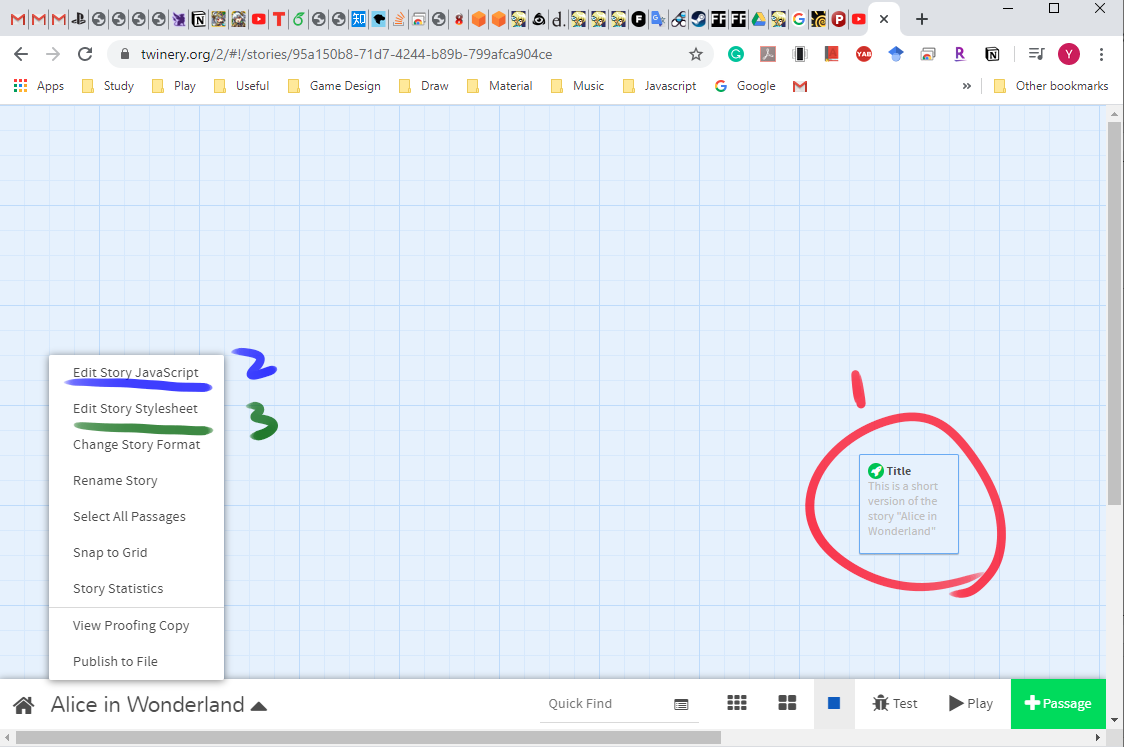 twinery.org/2/#!/stories/95a150b8-71d7-4244-b89b-799afca904ce
YAB R Y
Apps Study Play Useful Game Design Draw Material Music Javascript Google » Other bookmarks
Edit Story JavaScript 2
Edit Story Stylesheet 3
Change Story Format
Rename Story
Select All Passages
Snap to Grid
Story Statistics
View Proofing Copy
Publish to File
1
Title
This is a short
version of the
story "Alice in
Wonderland"
Alice in Wonderland
Quick Find
Test
Play
+Passage